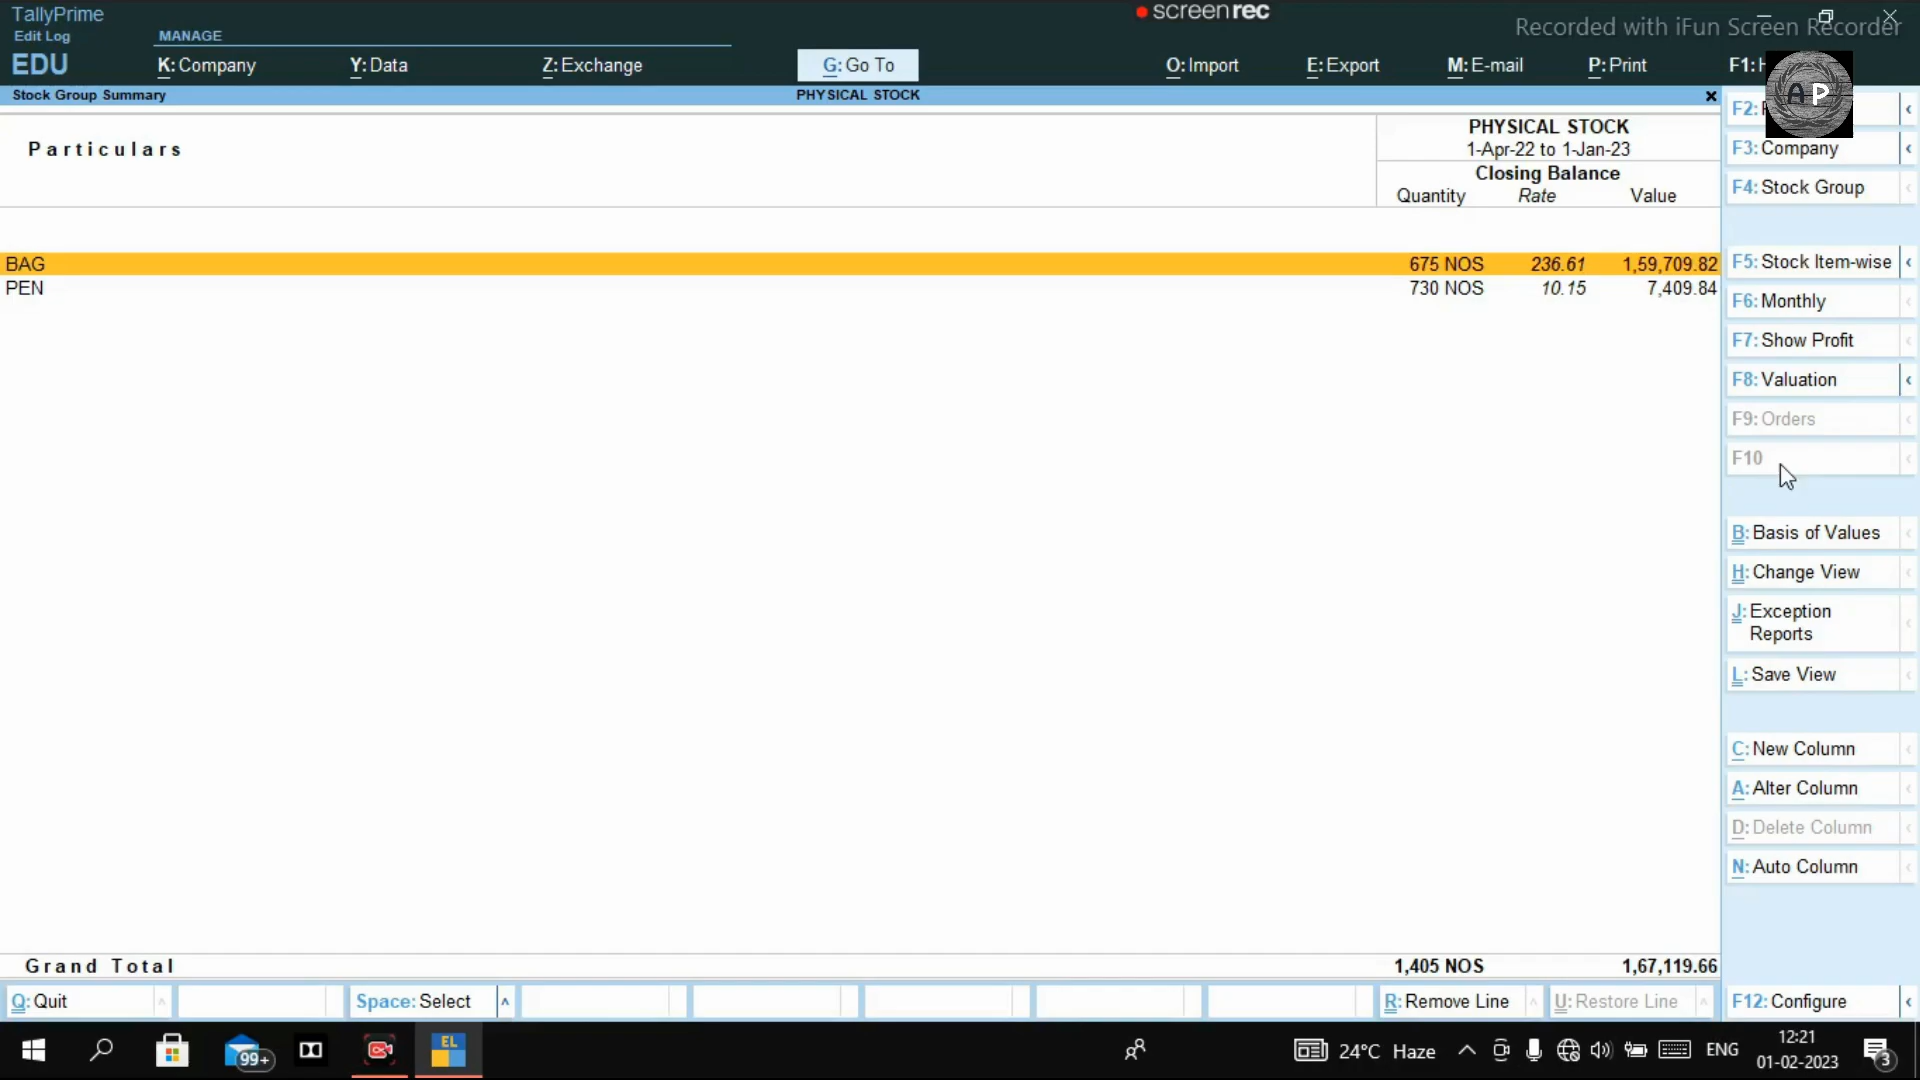 TallyPrime
Edit Log
EDU
MANAGE
K: Company
Y: Data
Z: Exchange
G: Go To
O: Import
E: Export
M: E-mail
P: Print
F1:
screenrec
Recorded with iFun Screen Recorder
AP
Stock Group Summary
PHYSICAL STOCK
x
Particulars
PHYSICAL STOCK
1-Apr-22 to 1-Jan-23
Closing Balance
Quantity Rate Value
BAG 675 NOS 236.61 1,59,709.82
PEN 730 NOS 10.15 7,409.84
Grand Total 1,405 NOS 1,67,119.66
F2:
F3: Company
F4: Stock Group
F5: Stock Item-wise
F6: Monthly
F7: Show Profit
F8: Valuation
F9: Orders
F10
B: Basis of Values
H: Change View
J: Exception
Reports
L: Save View
C: New Column
A: Alter Column
D: Delete Column
N: Auto Column
Q: Quit
Space: Select
R: Remove Line
U: Restore Line
F12: Configure
99+
EL
24°C Haze
ENG
12:21
01-02-2023
3